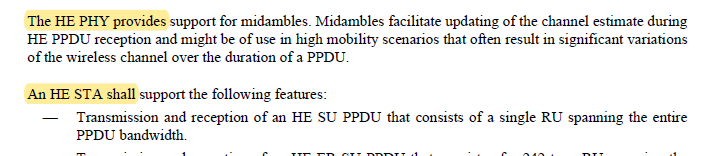 The HE PHY provides support for midambles. Midambles facilitate updating of the channel estimate during
HE PPDU reception and might be of use in high mobility scenarios that often result in significant variations
of the wireless channel over the duration of a PPDU.
An HE STA shall support the following features:
— Transmission and reception of an HE SU PPDU that consists of a single RU spanning the entire
PPDU bandwidth.